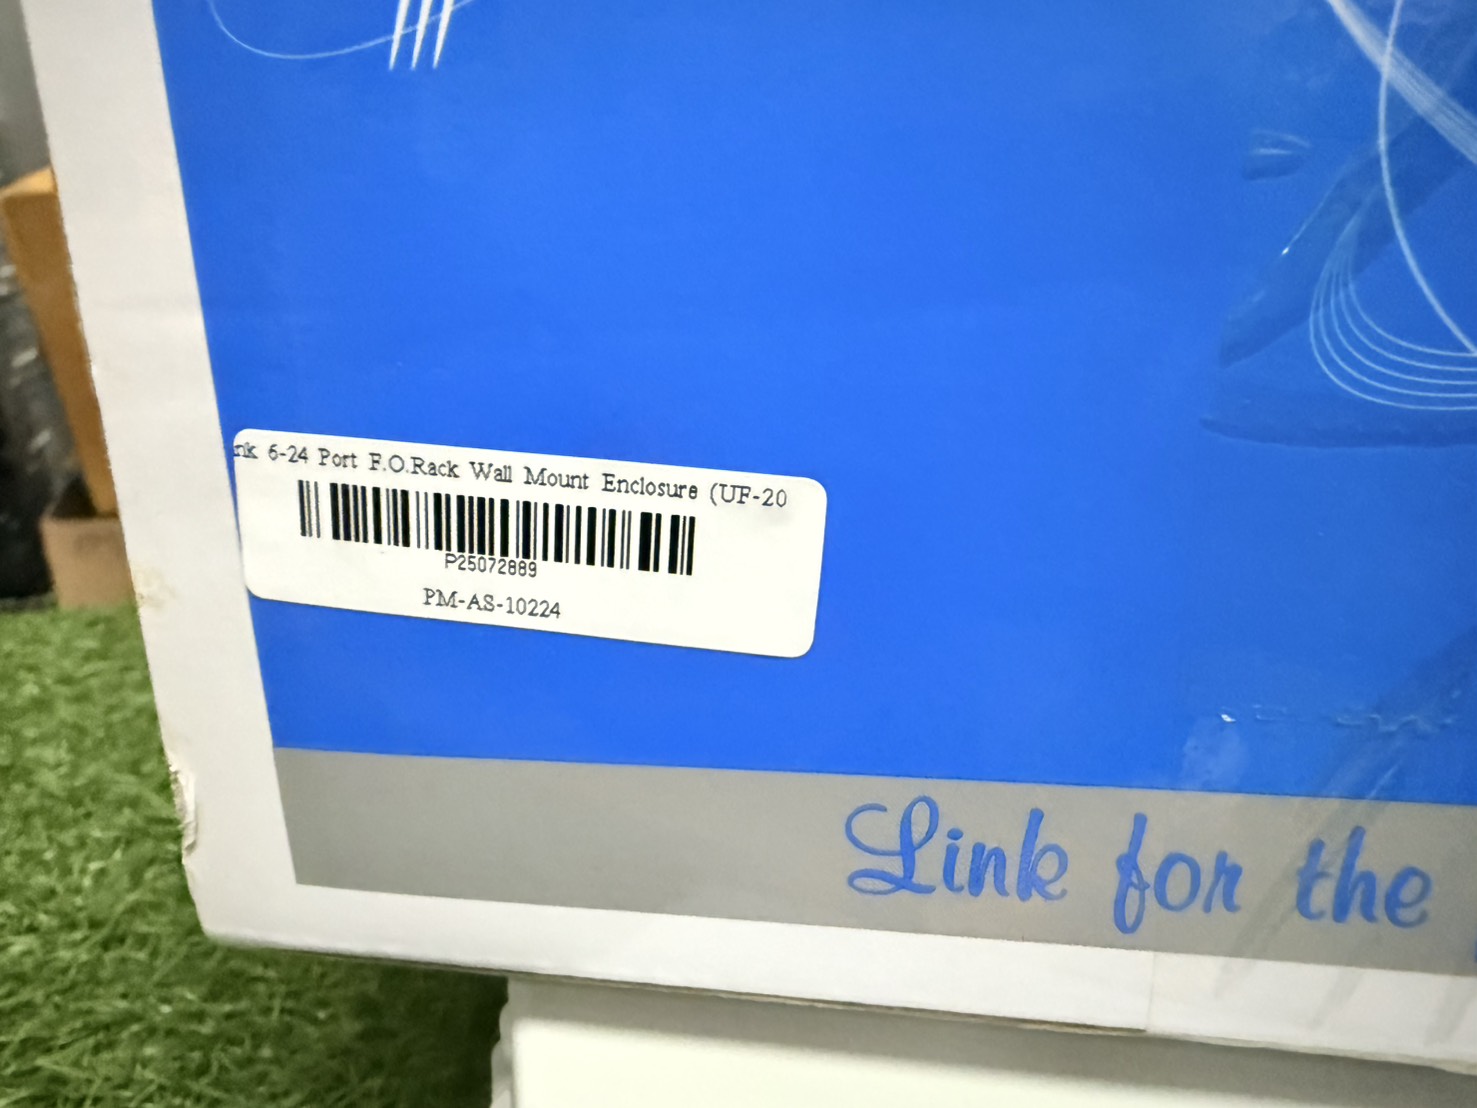 nk 6-24 Port F.O.Rack Wall Mount Enclosure (UF-20
P25072889
PM-AS-10224
Link for the